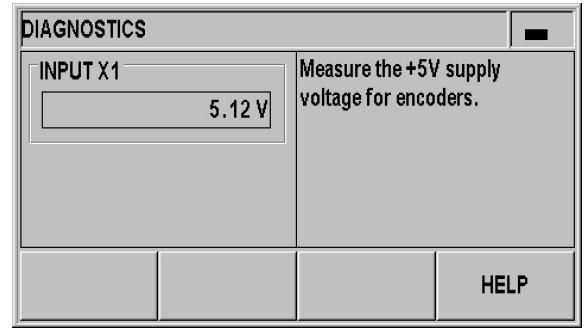 DIAGNOSTICS
INPUT X1
5.12 V
Measure the +5V supply
voltage for encoders.
HELP